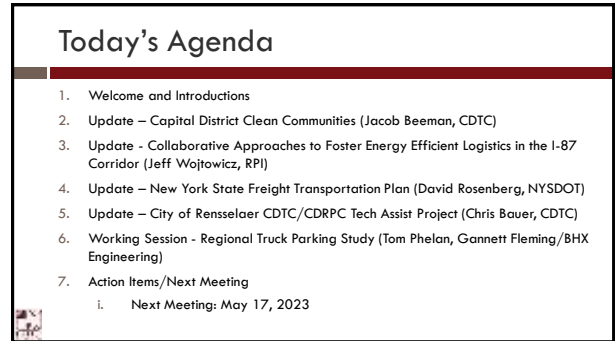 Today's Agenda
1. Welcome and Introductions
2. Update – Capital District Clean Communities (Jacob Beeman, CDTC)
3. Update - Collaborative Approaches to Foster Energy Efficient Logistics in the I-87
Corridor (Jeff Wojtowicz, RPI)
4. Update – New York State Freight Transportation Plan (David Rosenberg, NYSDOT)
5. Update – City of Rensselaer CDTC/CDRPC Tech Assist Project (Chris Bauer, CDTC)
6. Working Session - Regional Truck Parking Study (Tom Phelan, Gannett Fleming/BHX
Engineering)
7. Action Items/Next Meeting
i. Next Meeting: May 17, 2023